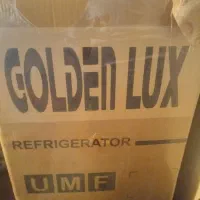 GOLDEN LUX
REFRIGERATOR
UMF